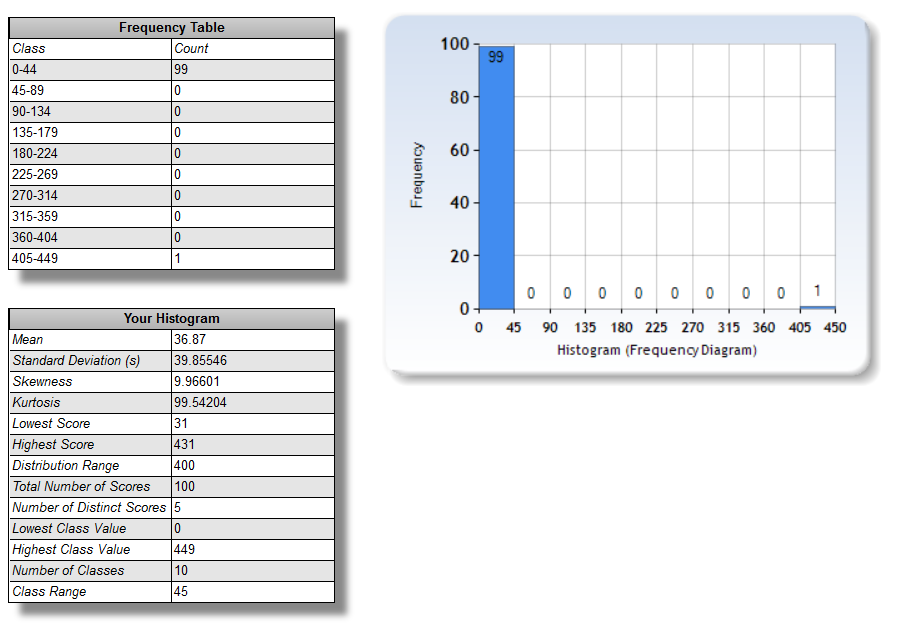 Frequency Table
Class Count
0-44 99
45-89 0
90-134 0
135-179 0
180-224 0
225-269 0
270-314 0
315-359 0
360-404 0
405-449 1
Your Histogram
Mean 36.87
Standard Deviation (s) 39.85546
Skewness 9.96601
Kurtosis 99.54204
Lowest Score 31
Highest Score 431
Distribution Range 400
Total Number of Scores 100
Number of Distinct Scores 5
Lowest Class Value 0
Highest Class Value 449
Number of Classes 10
Class Range 45
100
99
80
60
40
20
0
Frequency
0 0 0 0 0 0 0 0 1
0 45 90 135 180 225 270 315 360 405 450
Histogram (Frequency Diagram)